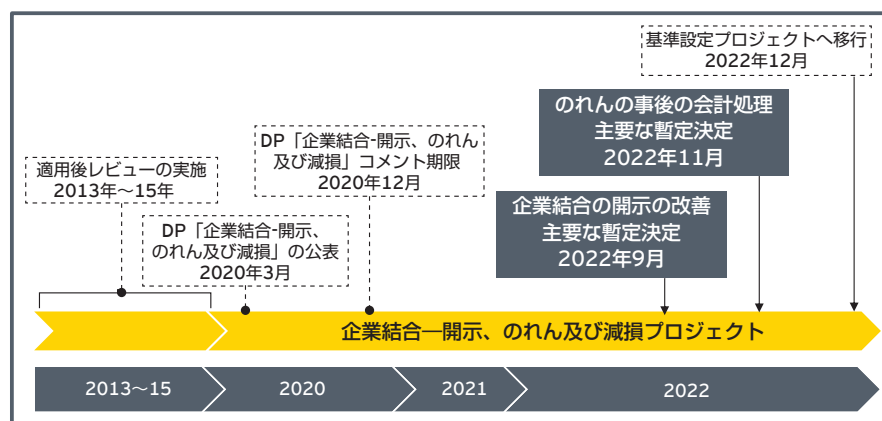 基準設定プロジェクトへ移行
2022年12月
のれんの事後の会計処理
主要な暫定決定
2022年11月
DP「企業結合-開示、のれん
及び減損」コメント期限
2020年12月
適用後レビューの実施
2013年～15年
企業結合の開示の改善
主要な暫定決定
2022年9月
DP「企業結合-開示、
のれん及び減損」の公表
2020年3月
企業結合―開示、のれん及び減損プロジェクト
2013～15
2020
2021
2022